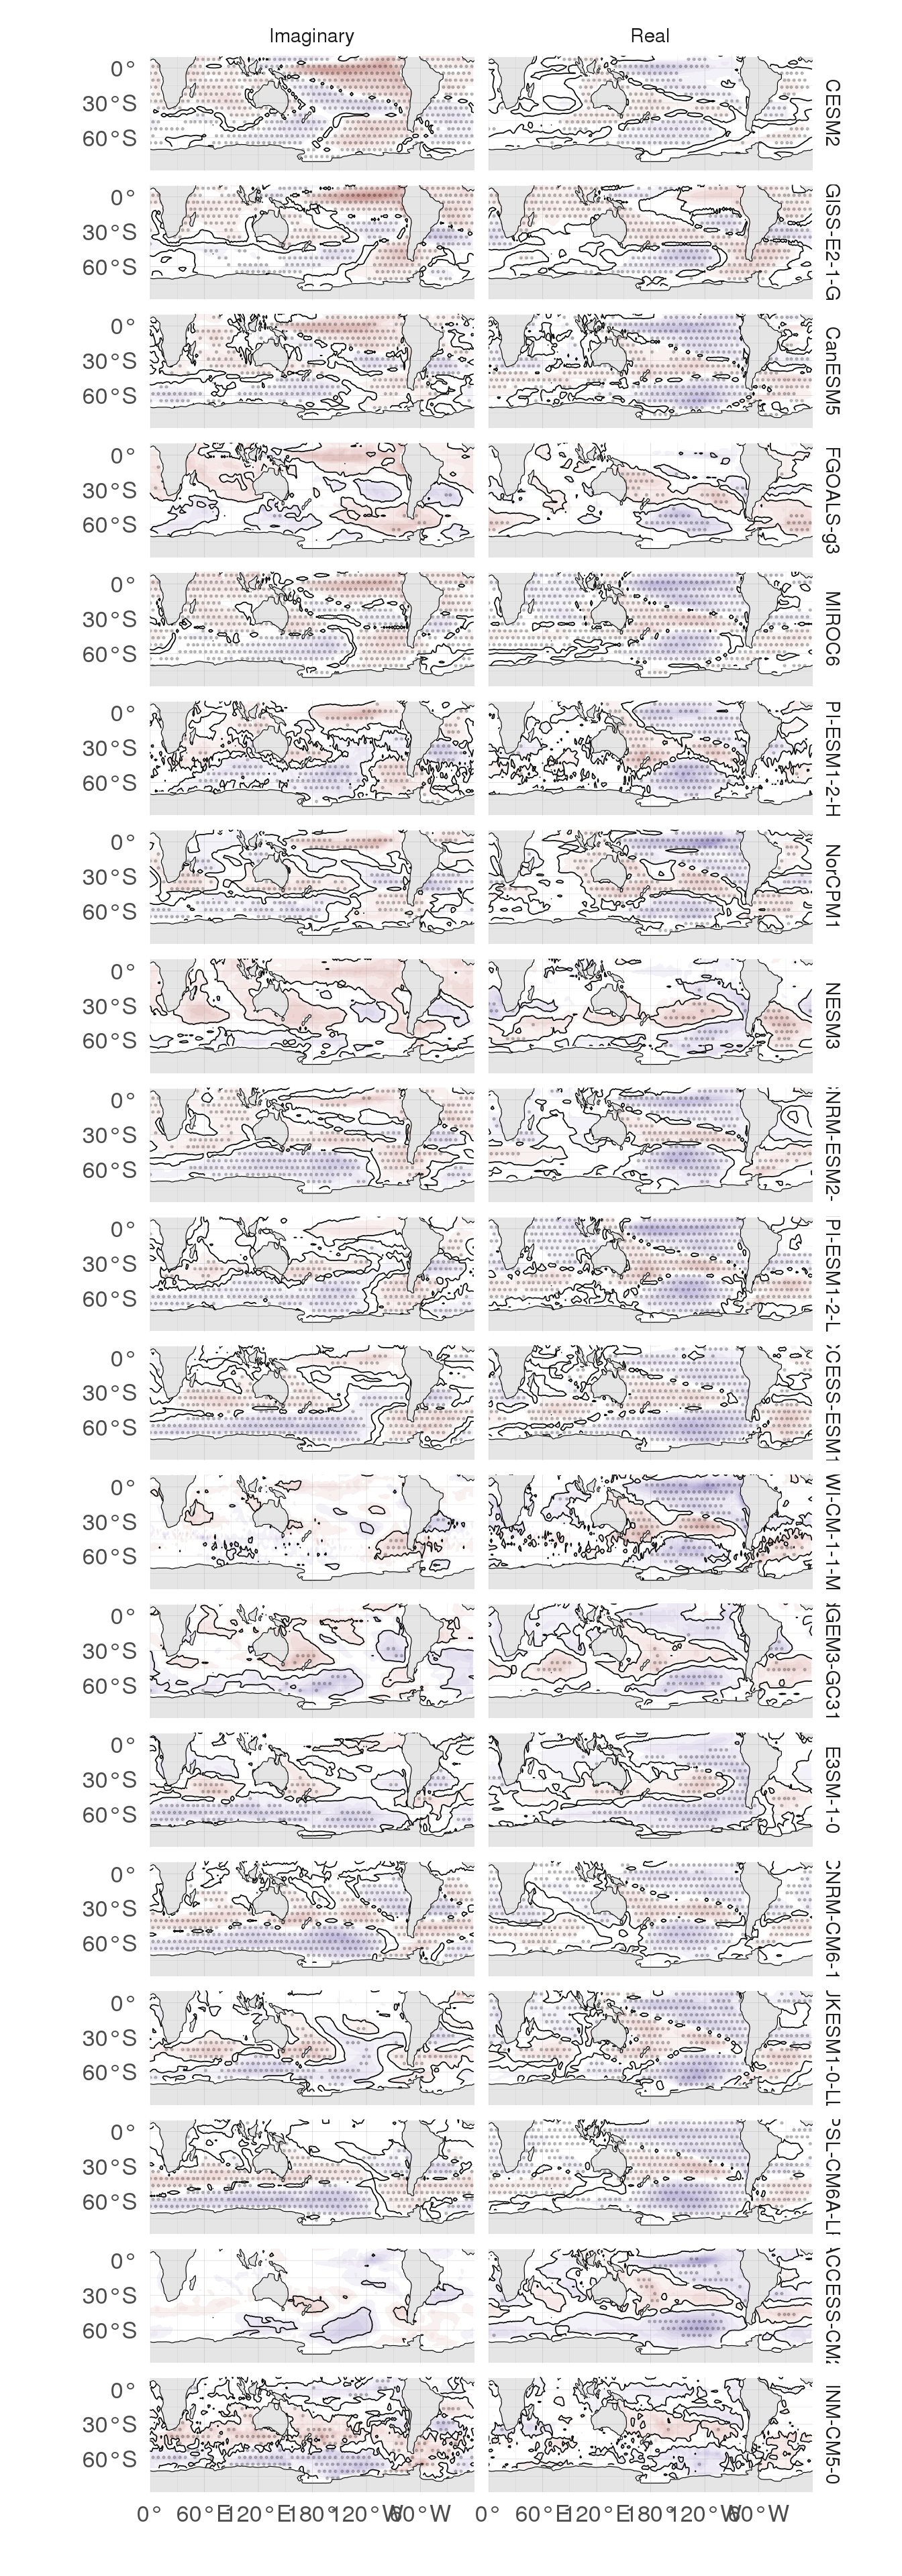 Imaginary Real
0° 30°S 60°S CESM2
0° 30°S 60°S GISS-E2-1-G
0° 30°S 60°S CanESM5
0° 30°S 60°S FGOALS-g3
0° 30°S 60°S MIROC6
0° 30°S 60°S PI-ESM1-2-H
0° 30°S 60°S NorCPM1
0° 30°S 60°S NESM3
0° 30°S 60°S NRM-ESM2-
0° 30°S 60°S PI-ESM1-2-L
0° 30°S 60°S CESS-ESM1
0° 30°S 60°S WI-CM-1-1-M
0° 30°S 60°S GEM3-GC31
0° 30°S 60°S E3SM-1-0
0° 30°S 60°S CNRM-CM6-1
0° 30°S 60°S JKESM1-0-LL
0° 30°S 60°S PSL-CM6A-LR
0° 30°S 60°S ACCESS-CM2
0° 30°S 60°S INM-CM5-0
0° 60°E 120°E 180° 120°W 60°W 0° 60°E 120°E 180° 120°W 60°W